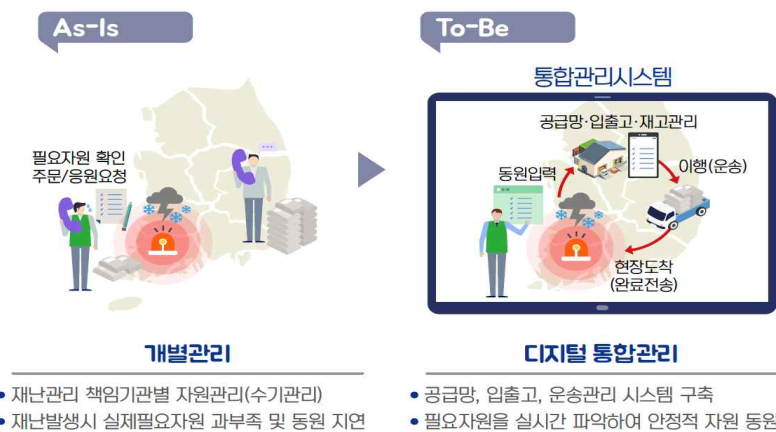 As-Is
필요자원 확인
주문/응원요청
개별관리
• 재난관리 책임기관별 자원관리(수기관리)
• 재난발생시 실제필요자원 과부족 및 동원 지연
To-Be
통합관리시스템
공급망·입출고·재고관리
동원입력
이행(운송)
현장도착
(완료전송)
디지털 통합관리
• 공급망, 입출고, 운송관리 시스템 구축
• 필요자원을 실시간 파악하여 안정적 자원 동원